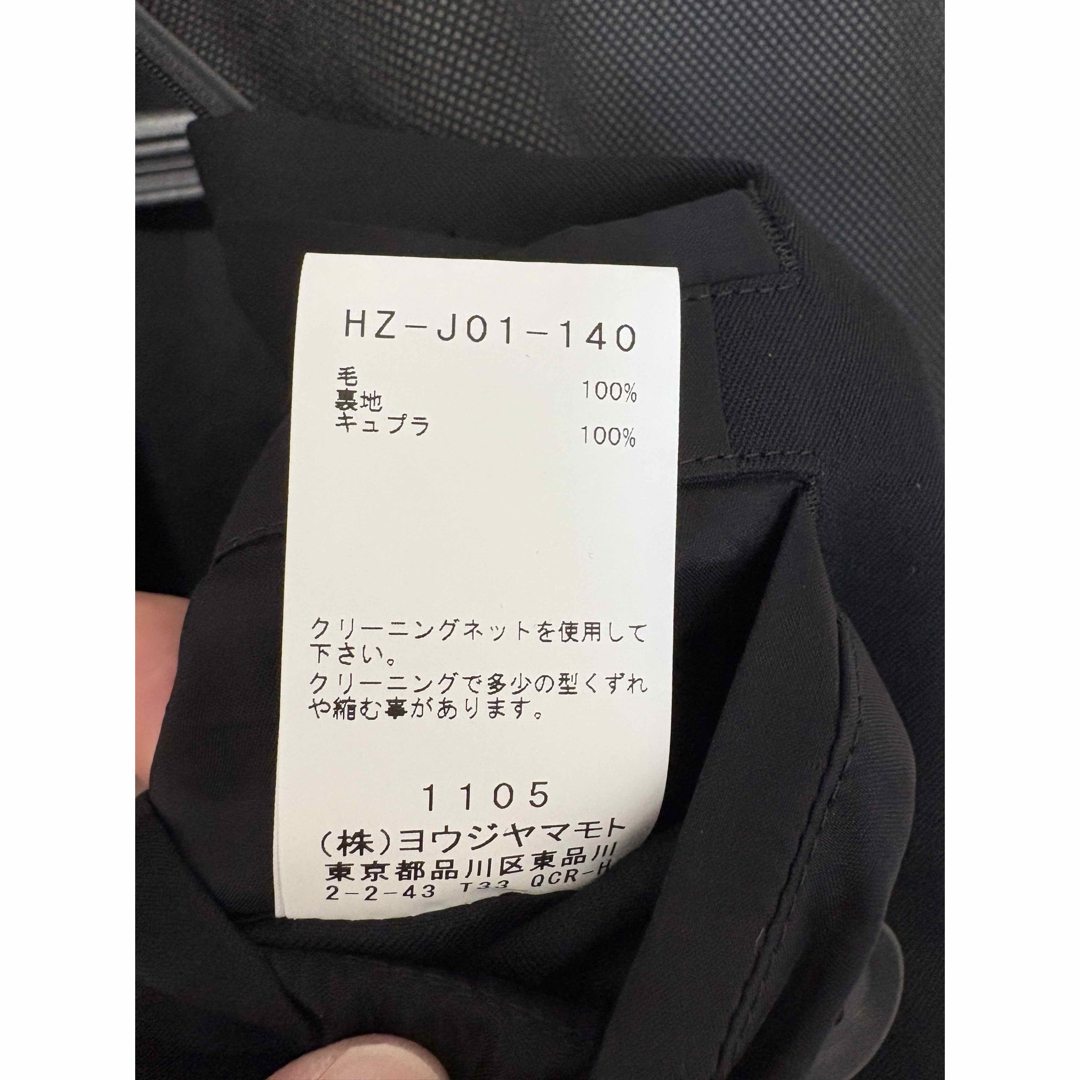 HZ-J01-140
毛 100%
裏地
キュプラ 100%
クリーニングネットを使用して
下さい。
クリーニングで多少の型くずれ
や縮む事があります。
1105
(株)ヨウジヤマモト
東京都品川区東品川
2-2-43 T33 QCR-H